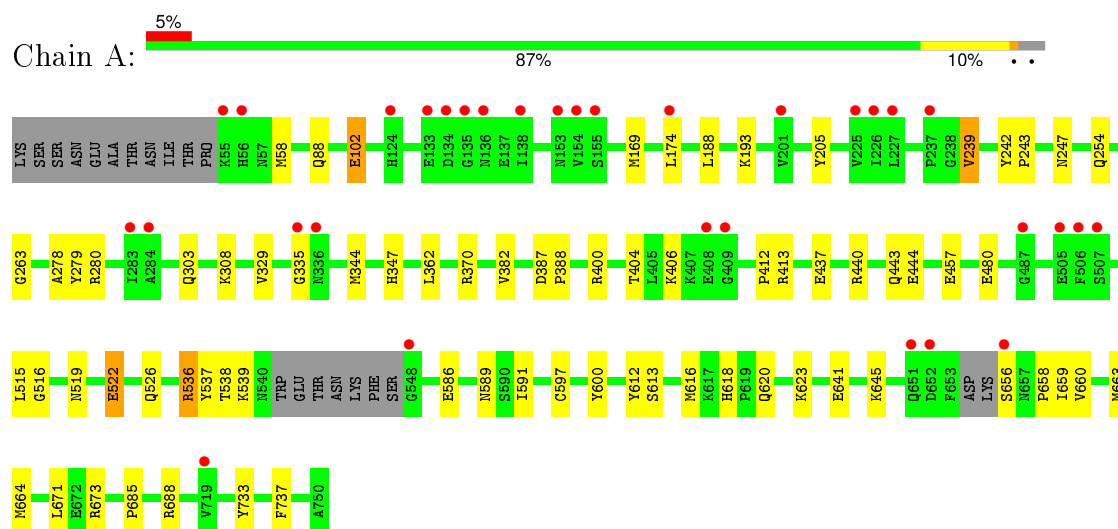 5%
Chain A:
87% 10% • •
LYS SER SER ASN GLU ALA THR ASN ILE THR PRO K55 H56 N57 M58 Q88 E102 H124 E133 D134 G135 N136 E137 I138 N153 V154 S155 M169 L174 L188 K193 V201 Y205 V225 I226 L227 P237 G238 V239 Y242 P243 N247 Q254
G263 A278 Y279 R280 I283 A284 Q303 K308 V329 G335 N336 M344 H347 L362 R370 V382 D387 P388 R400 T404 L405 K406 K407 E408 G409 P412 R413 E437 R440 Q443 E444 E457 E480 G487 E505 F506 S507
L515 G516 N519 E522 Q526 R536 Y537 T538 K539 N540 TRP GLU THR ASN LYS PHE SER G548 E586 N589 S590 I591 C597 Y600 Y612 S613 M616 K617 H618 P619 Q620 K623 E641 K645 Q651 D652 F653 ASP LYS S656 N657 P658 I659 V660 M663
M664 L671 E672 R673 P685 R688 V719 Y733 F737 A750